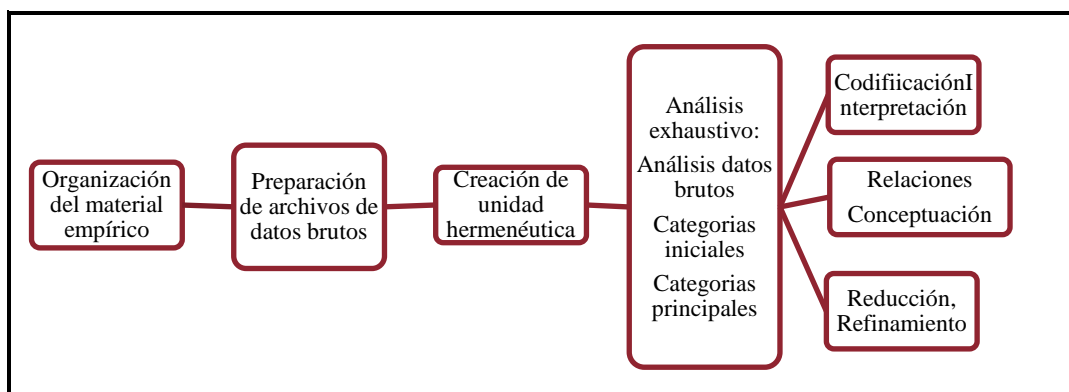 Organización
del material
empírico
Preparación
de archivos de
datos brutos
Creación de
unidad
hermenéutica
Análisis
exhaustivo:
Análisis datos
brutos
Categorias
iniciales
Categorias
principales
CodifiicaciónI
nterpretación
Relaciones
Conceptuación
Reducción,
Refinamiento